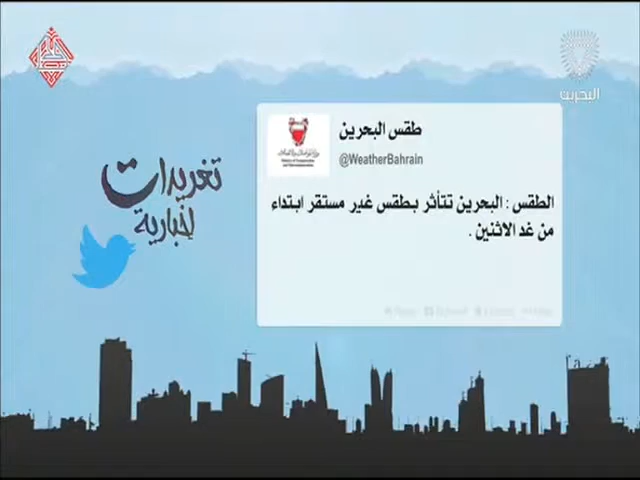 البحرين
طقس البحرين
@WeatherBahrain
تغريدات
إخبارية
الطقس : البحرين تتأثر بطقس غير مستقر ابتداء
من غد الاثنين .